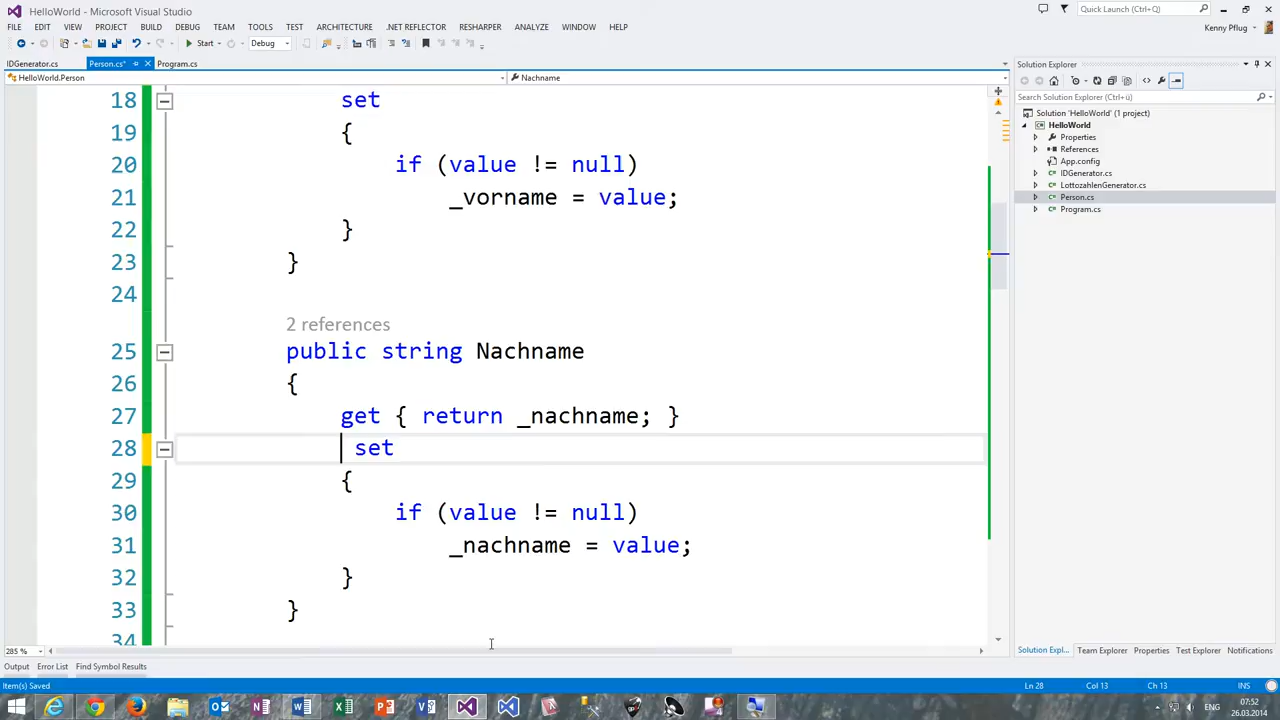 HelloWorld - Microsoft Visual Studio
Quick Launch (Ctrl+Q)
FILE EDIT VIEW PROJECT BUILD DEBUG TEAM TOOLS TEST ARCHITECTURE .NET REFLECTOR RESHARPER ANALYZE WINDOW HELP
Kenny Pflug
Start Debug
IDGenerator.cs Person.cs* Program.cs
HelloWorld.Person Nachname
18 set
19 {
20 if (value != null)
21 _vorname = value;
22 }
23 }
24
2 references
25 public string Nachname
26 {
27 get { return _nachname; }
28 set
29 {
30 if (value != null)
31 _nachname = value;
32 }
33 }
34
285 %
Solution Explorer
Search Solution Explorer (Ctrl+ü)
Solution 'HelloWorld' (1 project)
HelloWorld
Properties
References
App.config
IDGenerator.cs
LottozahlenGenerator.cs
Person.cs
Program.cs
Solution Expl... Team Explorer Properties Test Explorer Notifications
Output Error List Find Symbol Results
Item(s) Saved Ln 28 Col 13 Ch 13 INS
ENG 07:52
26.03.2014